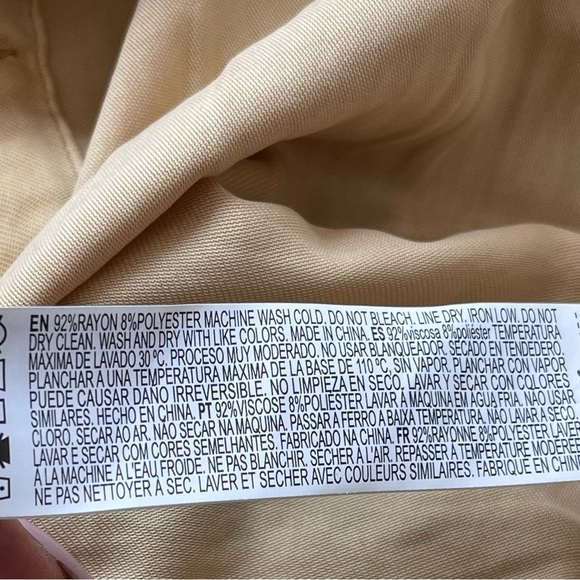 EN 92%RAYON 8%POLYESTER MACHINE WASH COLD. DO NOT BLEACH. LINE DRY. IRON LOW. DO NOT
DRY CLEAN. WASH AND DRY WITH LIKE COLORS. MADE IN CHINA. ES 92%viscosa 8%poliéster TEMPERATURA
MÁXIMA DE LAVADO 30 ºC. PROCESO MUY MODERADO. NO USAR BLANQUEADOR. SECADO EN TENDEDERO.
PLANCHAR A UNA TEMPERATURA MÁXIMA DE LA BASE DE 110 ºC, SIN VAPOR. PLANCHAR CON VAPOR
PUEDE CAUSAR DAÑO IRREVERSIBLE. NO LIMPIEZA EN SECO. LAVAR Y SECAR CON COLORES
SIMILARES. HECHO EN CHINA. PT 92%VISCOSE 8%POLIÉSTER LAVAR À MÁQUINA EM AGUA FRIA. NÃO USAR
CLORO. SECAR AO AR. NÃO SECAR NA MÁQUINA. PASSAR A FERRO A BAIXA TEMPERATURA. NÃO LAVAR A SECO.
LAVAR E SECAR COM CORES SEMELHANTES. FABRICADO NA CHINA. FR 92%RAYONNE 8%POLYESTER LAVER
À LA MACHINE À L'EAU FROIDE. NE PAS BLANCHIR. SÉCHER À L'AIR. REPASSER À TEMPÉRATURE MODÉRÉE
NE PAS NETTOYER A SEC. LAVER ET SECHER AVEC COULEURS SIMILAIRES. FABRIQUÉ EN CHINE